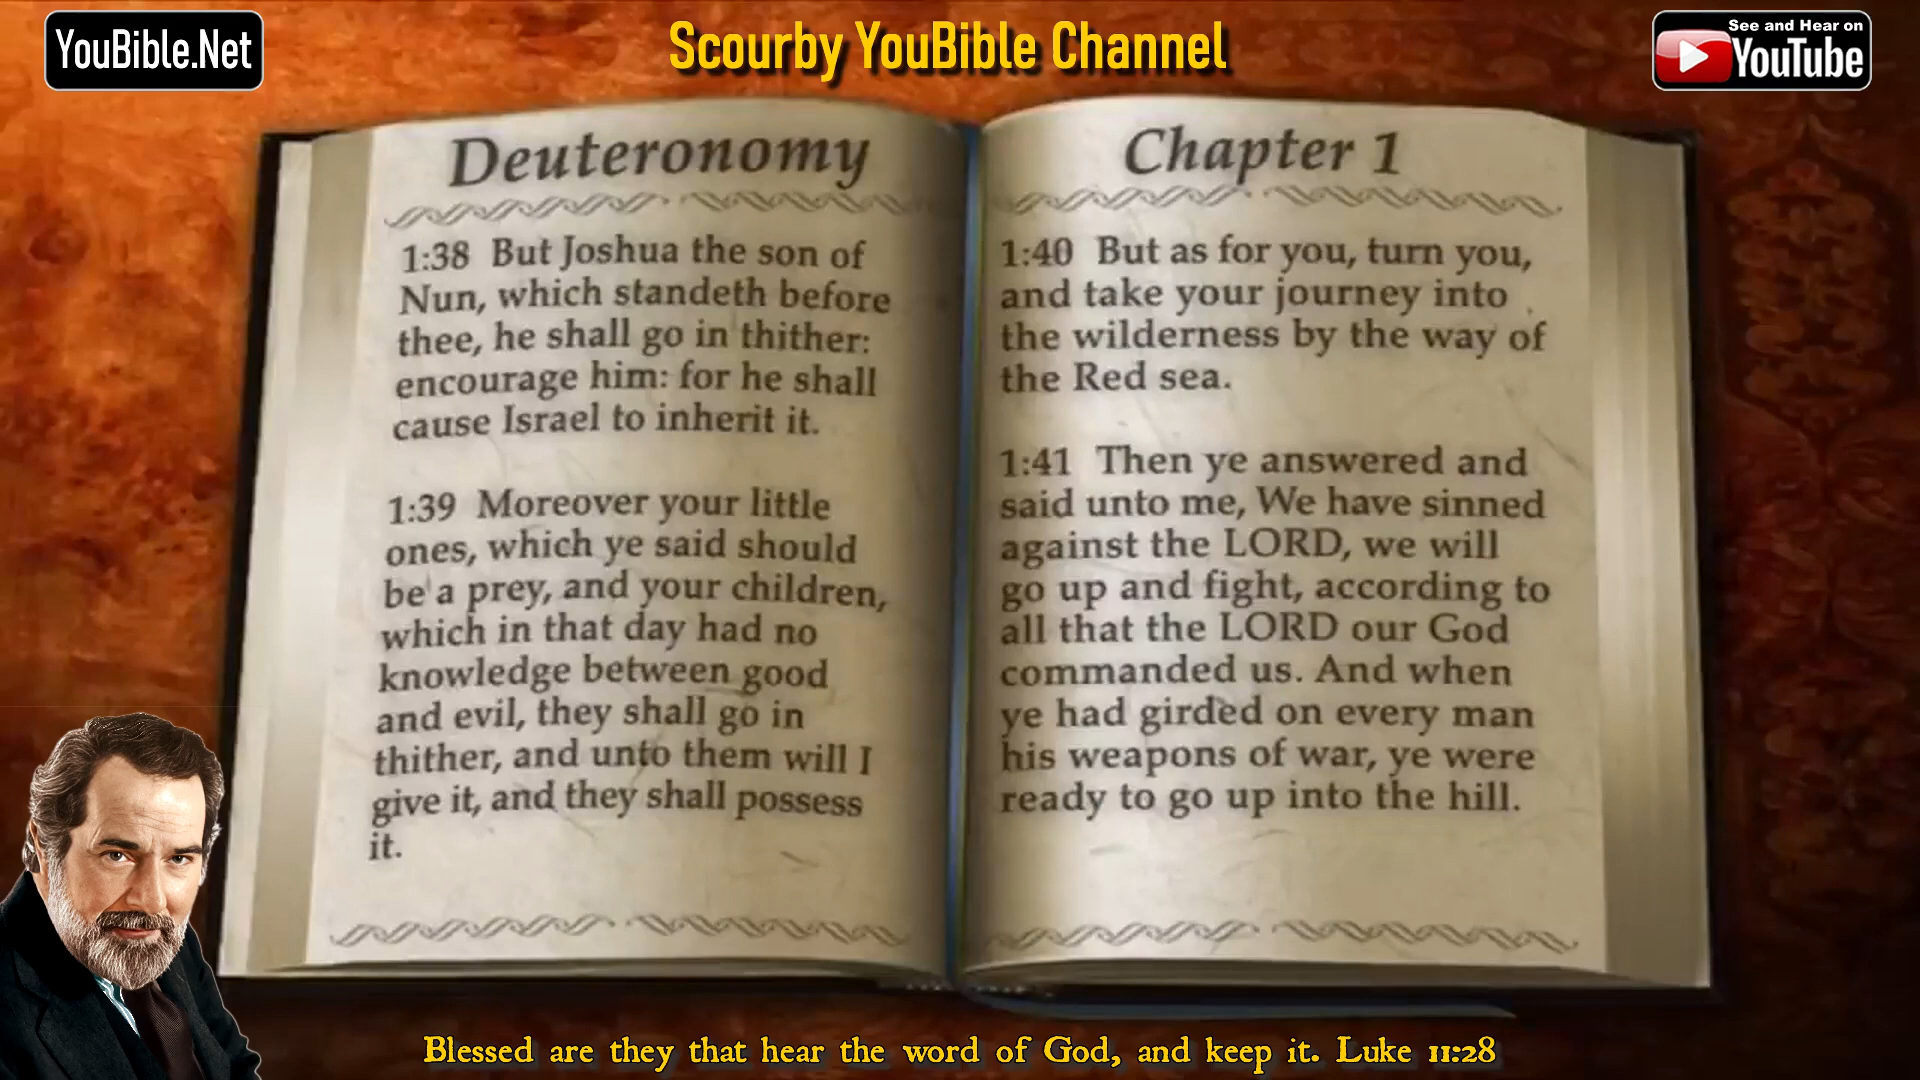 YouBible.Net
Scourby YouBible Channel
See and Hear on
YouTube
Deuteronomy
1:38 But Joshua the son of
Nun, which standeth before
thee, he shall go in thither:
encourage him: for he shall
cause Israel to inherit it.
1:39 Moreover your little
ones, which ye said should
be a prey, and your children,
which in that day had no
knowledge between good
and evil, they shall go in
thither, and unto them will I
give it, and they shall possess
it.
Chapter 1
1:40 But as for you, turn you,
and take your journey into
the wilderness by the way of
the Red sea.
1:41 Then ye answered and
said unto me, We have sinned
against the LORD, we will
go up and fight, according to
all that the LORD our God
commanded us. And when
ye had girded on every man
his weapons of war, ye were
ready to go up into the hill.
Blessed are they that hear the word of God, and keep it. Luke 11:28